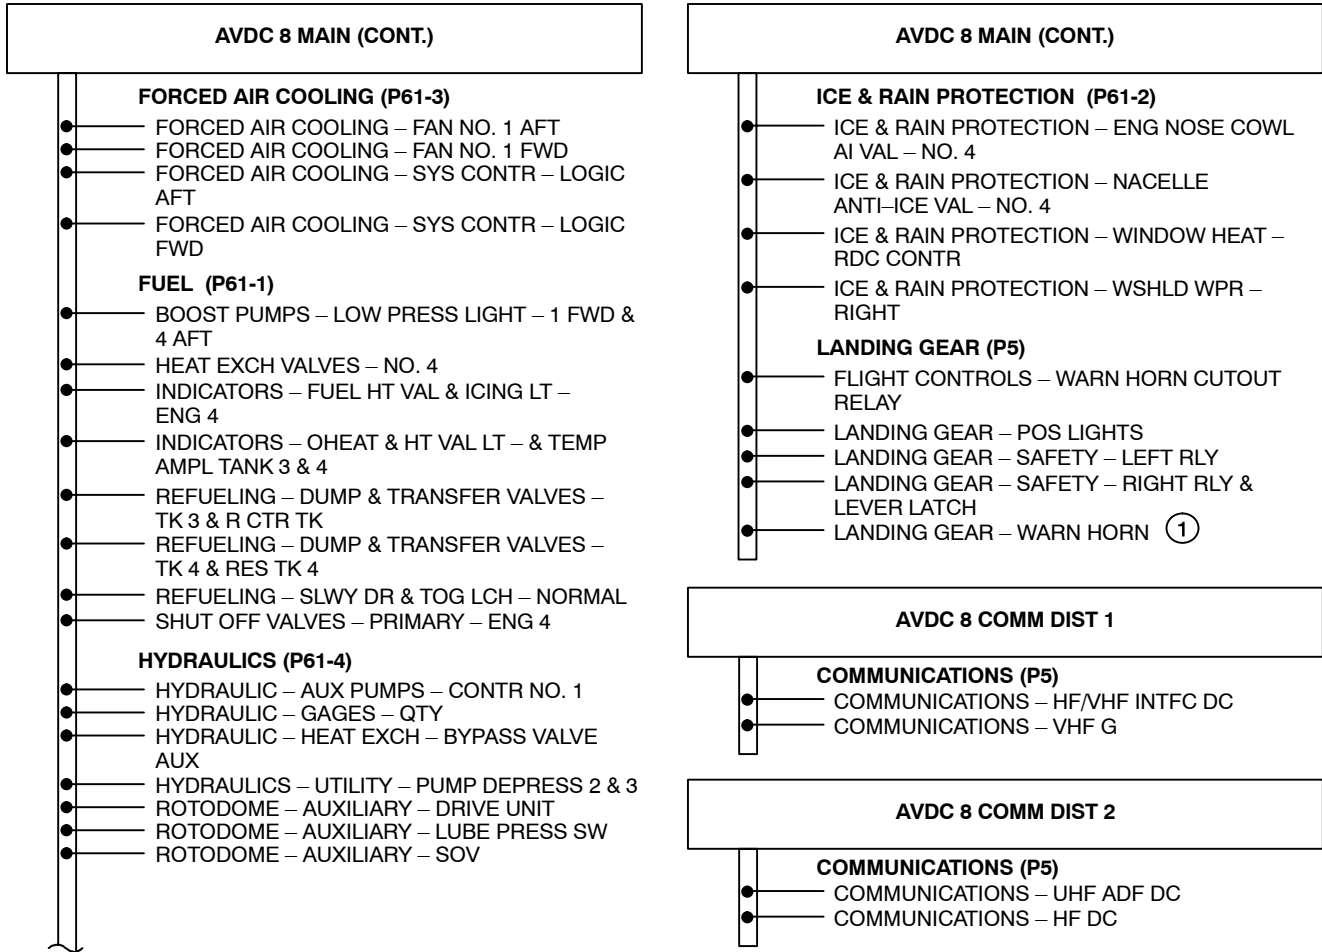 AVDC 8 MAIN (CONT.)
FORCED AIR COOLING (P61-3)
FORCED AIR COOLING – FAN NO. 1 AFT
FORCED AIR COOLING – FAN NO. 1 FWD
FORCED AIR COOLING – SYS CONTR – LOGIC
AFT
FORCED AIR COOLING – SYS CONTR – LOGIC
FWD
FUEL (P61-1)
BOOST PUMPS – LOW PRESS LIGHT – 1 FWD &
4 AFT
HEAT EXCH VALVES – NO. 4
INDICATORS – FUEL HT VAL & ICING LT –
ENG 4
INDICATORS – OHEAT & HT VAL LT – & TEMP
AMPL TANK 3 & 4
REFUELING – DUMP & TRANSFER VALVES –
TK 3 & R CTR TK
REFUELING – DUMP & TRANSFER VALVES –
TK 4 & RES TK 4
REFUELING – SLWY DR & TOG LCH – NORMAL
SHUT OFF VALVES – PRIMARY – ENG 4
HYDRAULICS (P61-4)
HYDRAULIC – AUX PUMPS – CONTR NO. 1
HYDRAULIC – GAGES – QTY
HYDRAULIC – HEAT EXCH – BYPASS VALVE
AUX
HYDRAULICS – UTILITY – PUMP DEPRESS 2 & 3
ROTODOME – AUXILIARY – DRIVE UNIT
ROTODOME – AUXILIARY – LUBE PRESS SW
ROTODOME – AUXILIARY – SOV
AVDC 8 MAIN (CONT.)
ICE & RAIN PROTECTION (P61-2)
ICE & RAIN PROTECTION – ENG NOSE COWL
AI VAL – NO. 4
ICE & RAIN PROTECTION – NACELLE
ANTI–ICE VAL – NO. 4
ICE & RAIN PROTECTION – WINDOW HEAT –
RDC CONTR
ICE & RAIN PROTECTION – WSHLD WPR –
RIGHT
LANDING GEAR (P5)
FLIGHT CONTROLS – WARN HORN CUTOUT
RELAY
LANDING GEAR – POS LIGHTS
LANDING GEAR – SAFETY – LEFT RLY
LANDING GEAR – SAFETY – RIGHT RLY &
LEVER LATCH
LANDING GEAR – WARN HORN 1
AVDC 8 COMM DIST 1
COMMUNICATIONS (P5)
COMMUNICATIONS – HF/VHF INTFC DC
COMMUNICATIONS – VHF G
AVDC 8 COMM DIST 2
COMMUNICATIONS (P5)
COMMUNICATIONS – UHF ADF DC
COMMUNICATIONS – HF DC